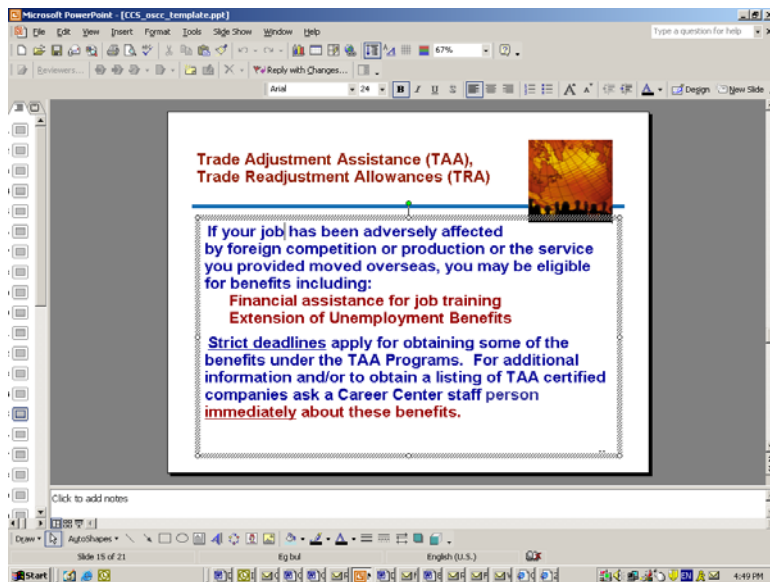 Microsoft PowerPoint - [CCS_oscc_template.ppt]
File Edit View Insert Format Tools Slide Show Window Help
Type a question for help
67%
Reviewers... Reply with Changes...
Arial 24 B I U S A A A Design New Slide
Trade Adjustment Assistance (TAA),
Trade Readjustment Allowances (TRA)
If your job has been adversely affected
by foreign competition or production or the service
you provided moved overseas, you may be eligible
for benefits including:
Financial assistance for job training
Extension of Unemployment Benefits
Strict deadlines apply for obtaining some of the
benefits under the TAA Programs. For additional
information and/or to obtain a listing of TAA certified
companies ask a Career Center staff person
immediately about these benefits.
Click to add notes
Draw AutoShapes
Slide 15 of 21 Eg bul English (U.S.)
Start EN 4:49 PM